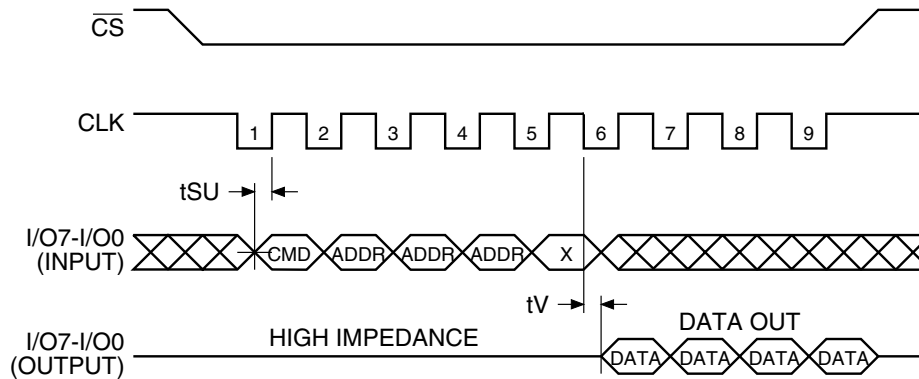 CS
CLK
1 2 3 4 5 6 7 8 9
tSU
I/O7-I/O0
(INPUT)
CMD ADDR ADDR ADDR X
tV
DATA OUT
I/O7-I/O0
(OUTPUT)
HIGH IMPEDANCE
DATA DATA DATA DATA